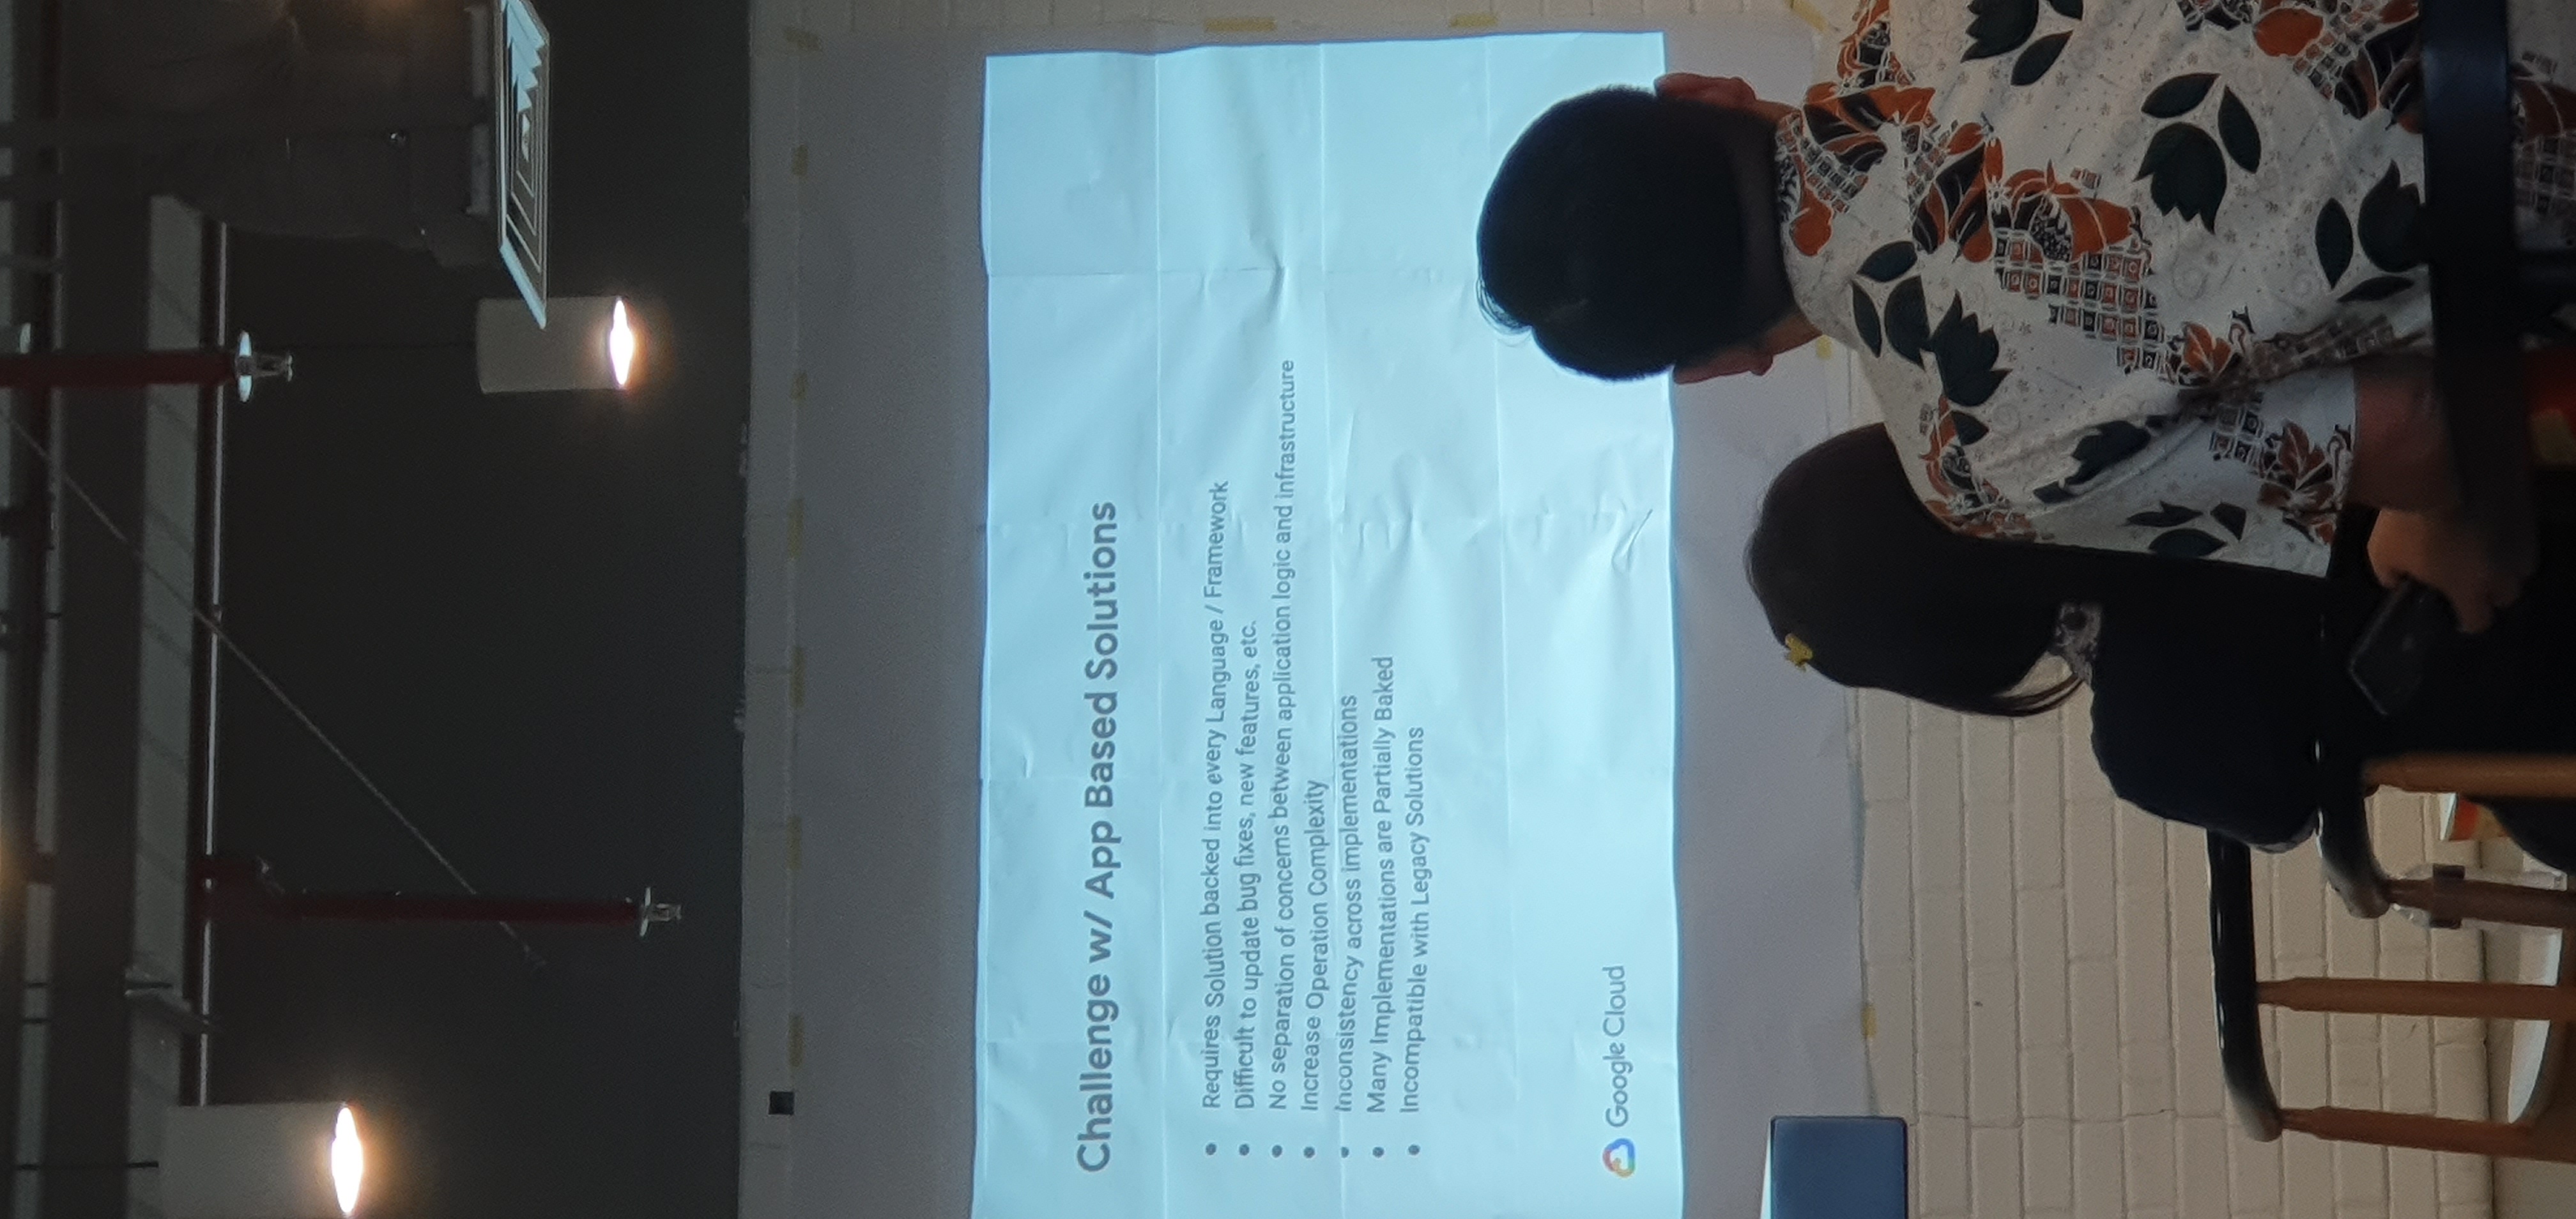 Challenge w/ App Based Solutions
● Requires Solution backed into every Language / Framework
● Difficult to update bug fixes, new features, etc.
● No separation of concerns between application logic and infrastructure
● Increase Operation Complexity
● Inconsistency across implementations
● Many Implementations are Partially Baked
● Incompatible with Legacy Solutions
Google Cloud